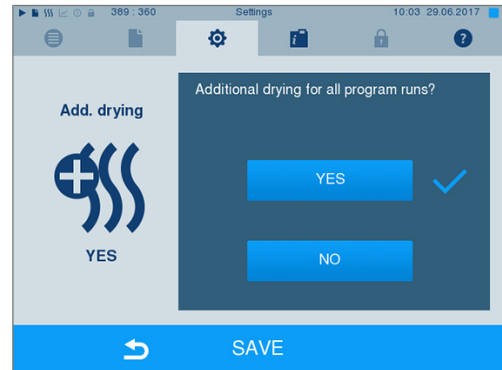 389 : 360 Settings 10:03 29.06.2017
Additional drying for all program runs?
Add. drying
YES
YES
NO
SAVE